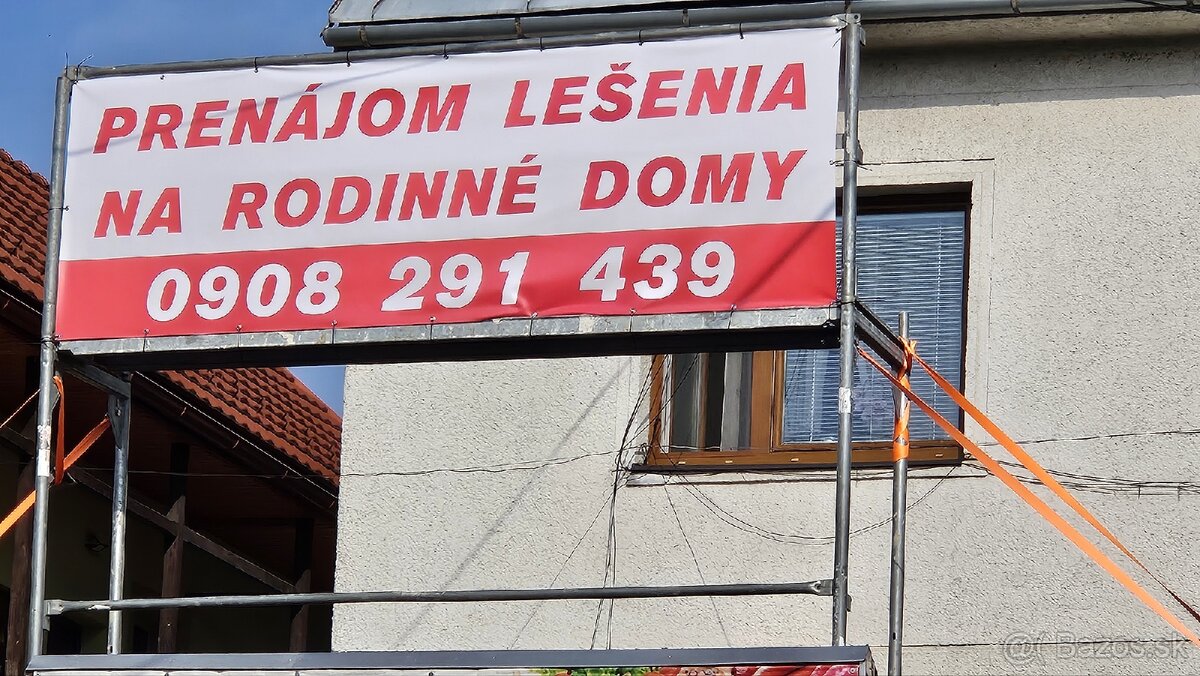 PRENÁJOM LEŠENIA
NA RODINNÉ DOMY
0908 291 439
@( Bazos.sk